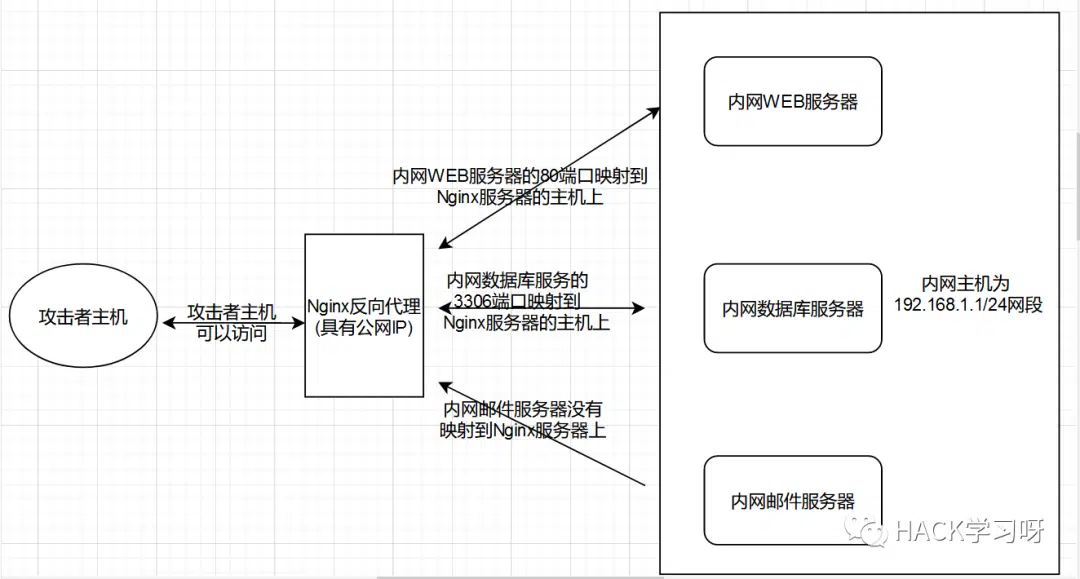 内网WEB服务器
内网WEB服务器的80端口映射到
Nginx服务器的主机上
攻击者主机
攻击者主机
可以访问
Nginx反向代理
(具有公网IP)
内网数据库服务的
3306端口映射到
Nginx服务器的主机上
内网数据库服务器
内网主机为
192.168.1.1/24网段
内网邮件服务器没有
映射到Nginx服务器上
内网邮件服务器
HACK学习呀